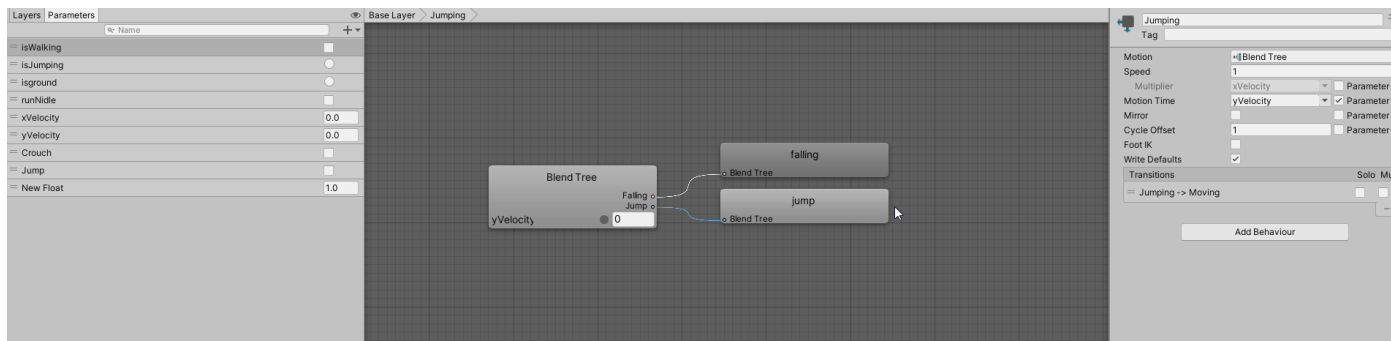 Layers Parameters
Name
isWalking
isJumping
isground
runNidle
xVelocity 0.0
yVelocity 0.0
Crouch
Jump
New Float 1.0
Base Layer Jumping
Blend Tree
Falling
Jump
yVelocity 0
falling
Blend Tree
jump
Blend Tree
Jumping
Tag
Motion Blend Tree
Speed 1
Multiplier xVelocity Parameter
Motion Time yVelocity Parameter
Mirror Parameter
Cycle Offset 1 Parameter
Foot IK
Write Defaults
Transitions Solo Mu
Jumping -> Moving
Add Behaviour